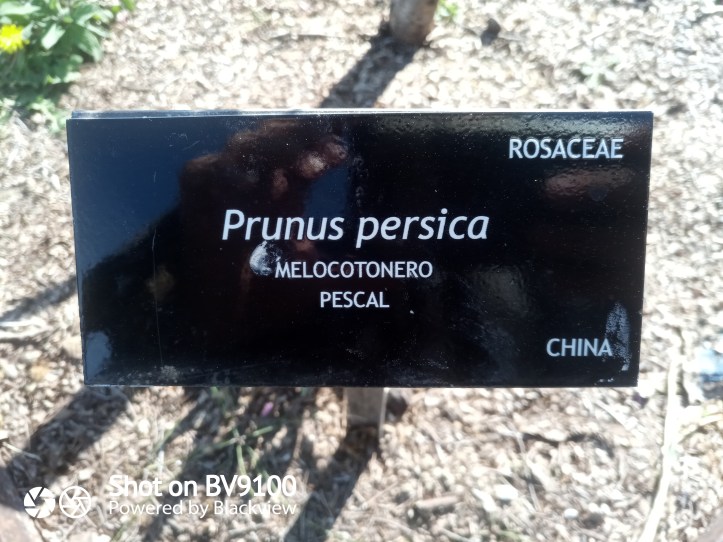 ROSACEAE
Prunus persica
MELOCOTONERO
PESCAL
CHINA
Shot on BV9100
Powered by Blackview